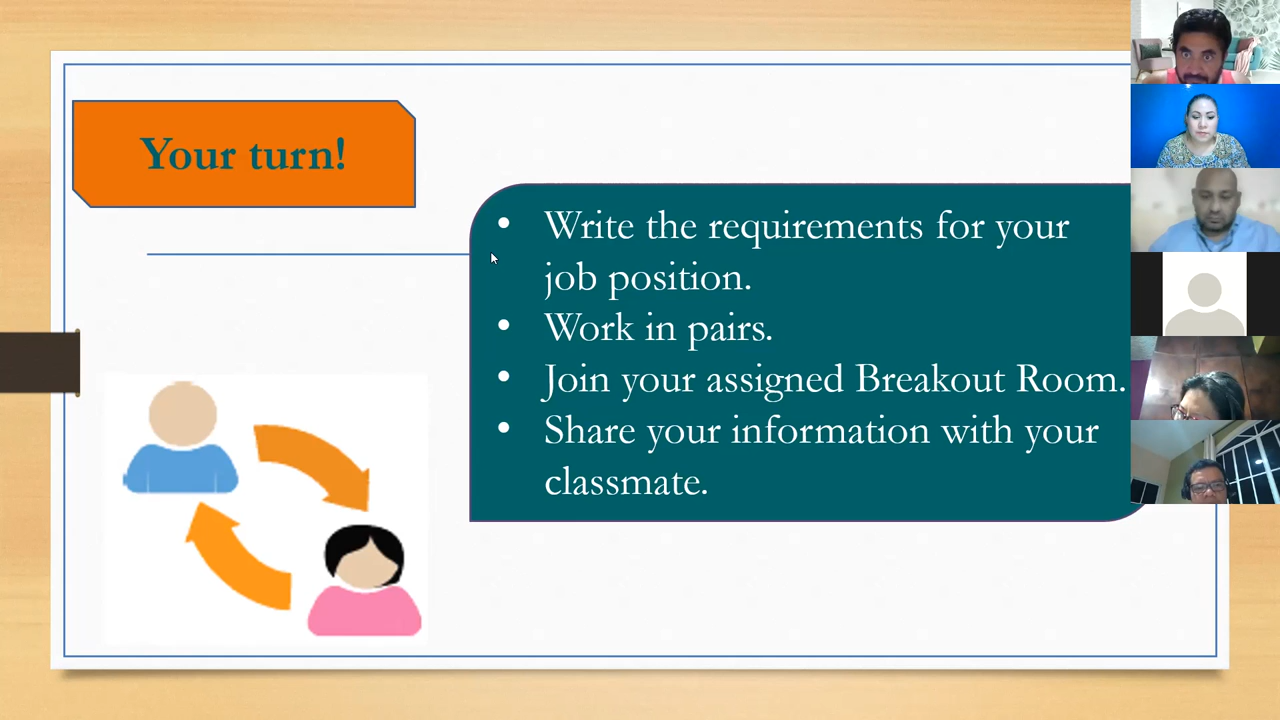 Your turn!
• Write the requirements for your
job position.
• Work in pairs.
• Join your assigned Breakout Room.
• Share your information with your
classmate.